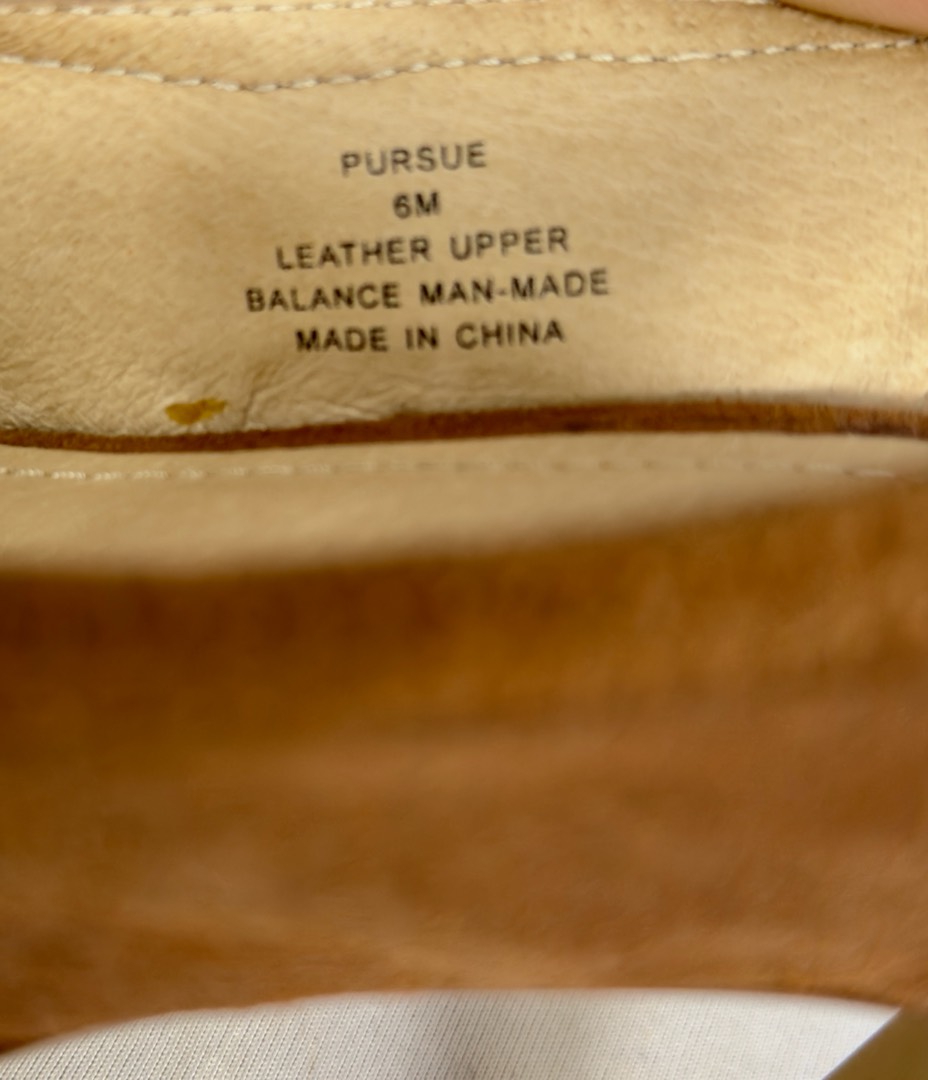 PURSUE
6M
LEATHER UPPER
BALANCE MAN-MADE
MADE IN CHINA